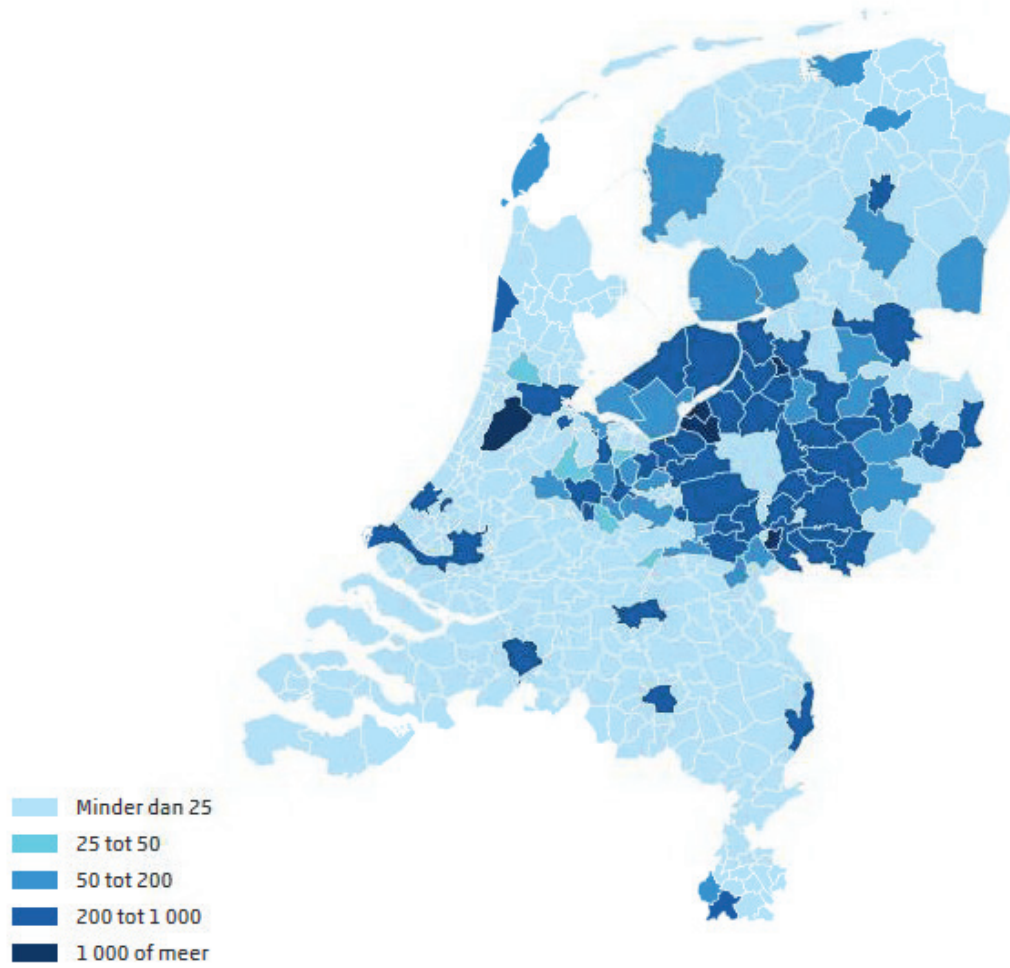 Minder dan 25
25 tot 50
50 tot 200
200 tot 1 000
1 000 of meer